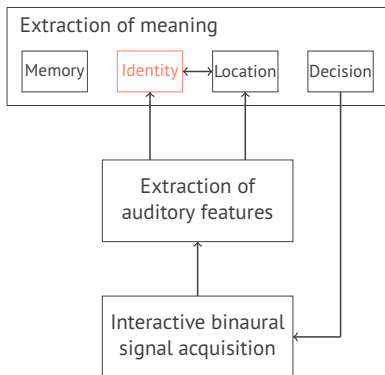 Extraction of meaning
Memory
Identity
Location
Decision
Extraction of
auditory features
Interactive binaural
signal acquisition